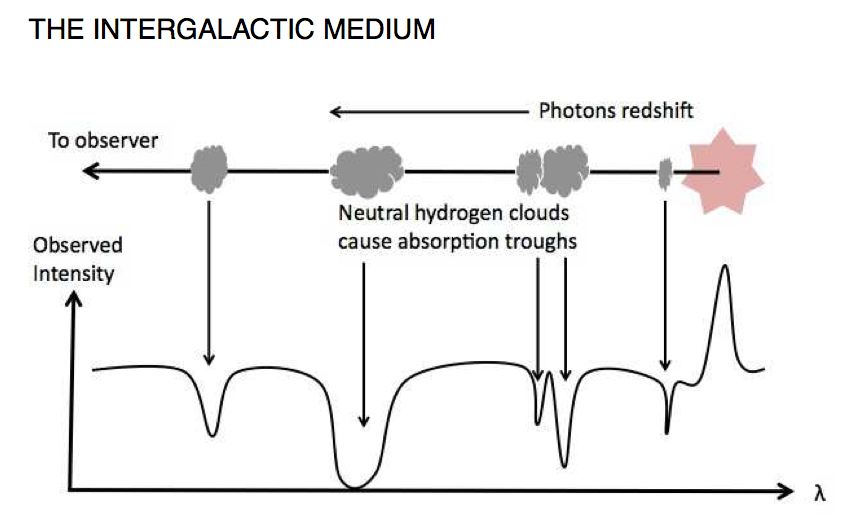 THE INTERGALACTIC MEDIUM
Photons redshift
To observer
Neutral hydrogen clouds
cause absorption troughs
Observed
Intensity
λ